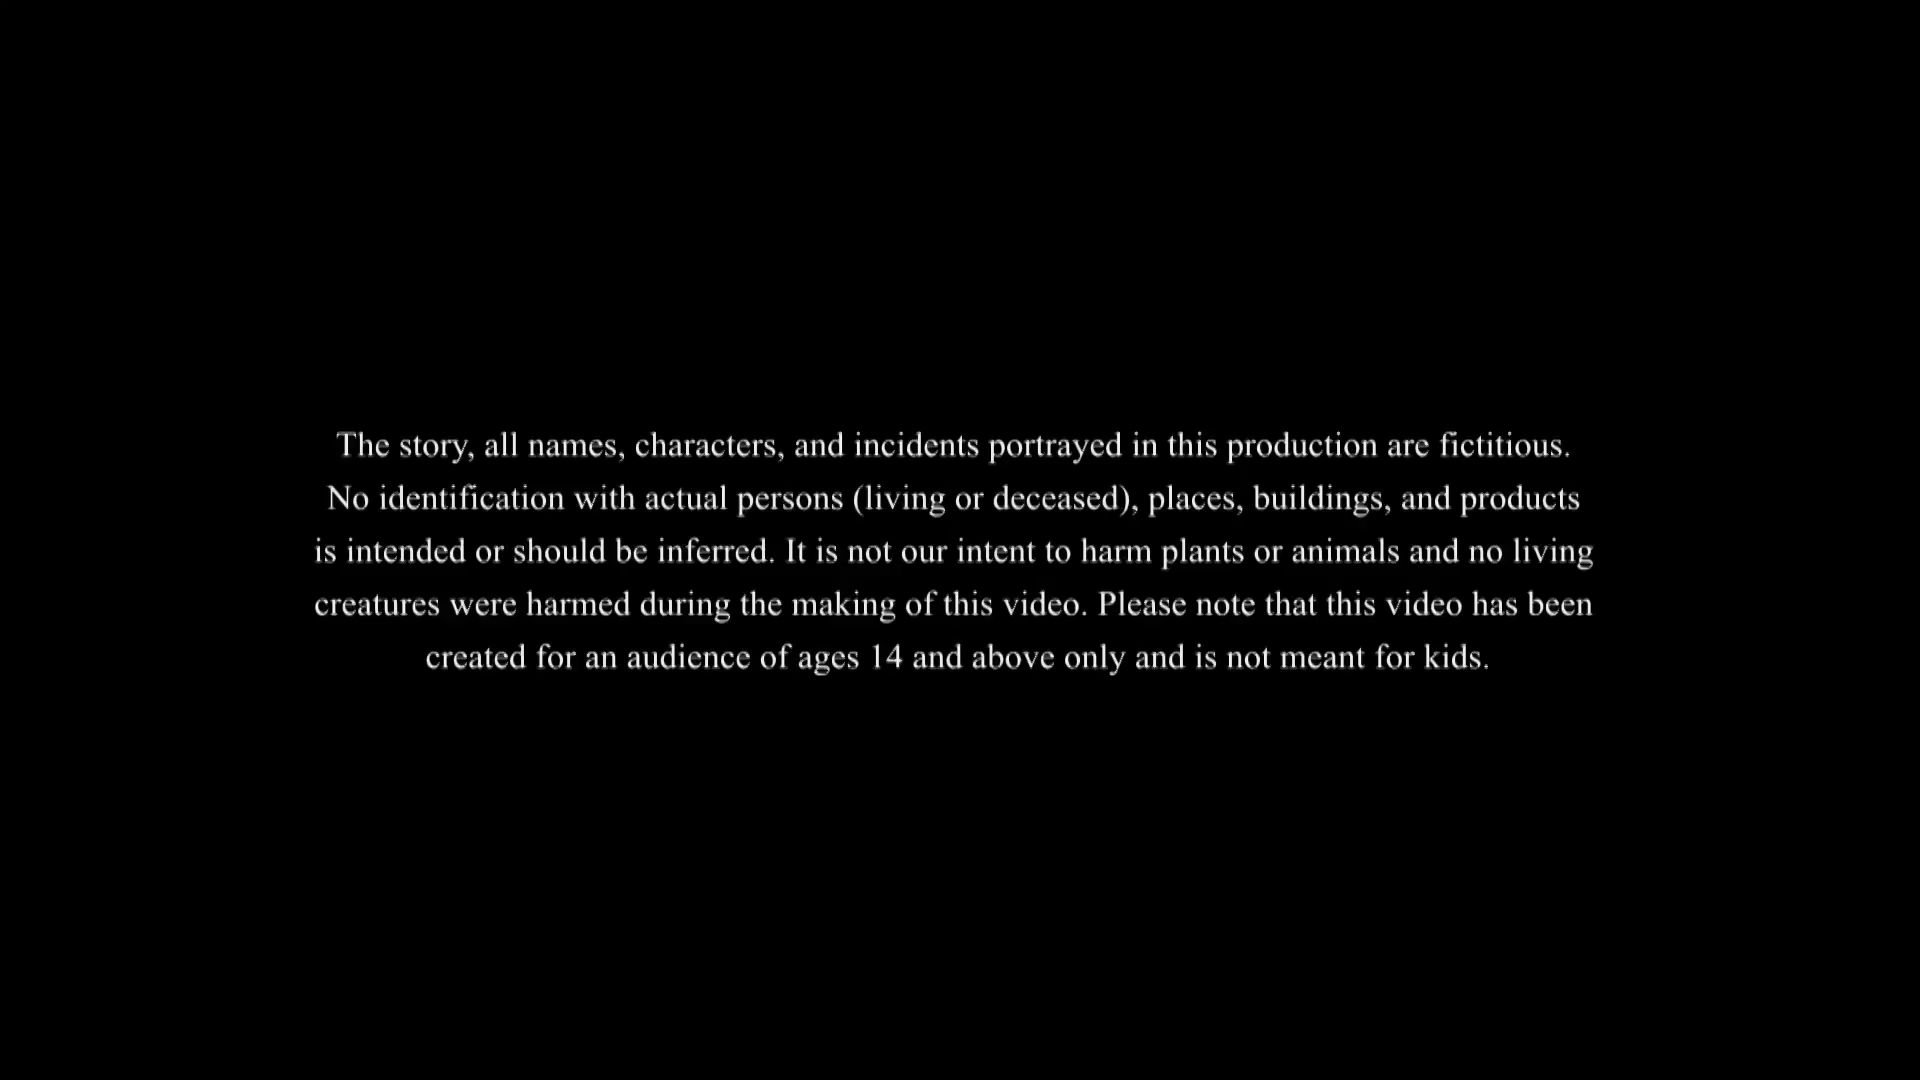 The story, all names, characters, and incidents portrayed in this production are fictitious.
No identification with actual persons (living or deceased), places, buildings, and products
is intended or should be inferred. It is not our intent to harm plants or animals and no living
creatures were harmed during the making of this video. Please note that this video has been
created for an audience of ages 14 and above only and is not meant for kids.